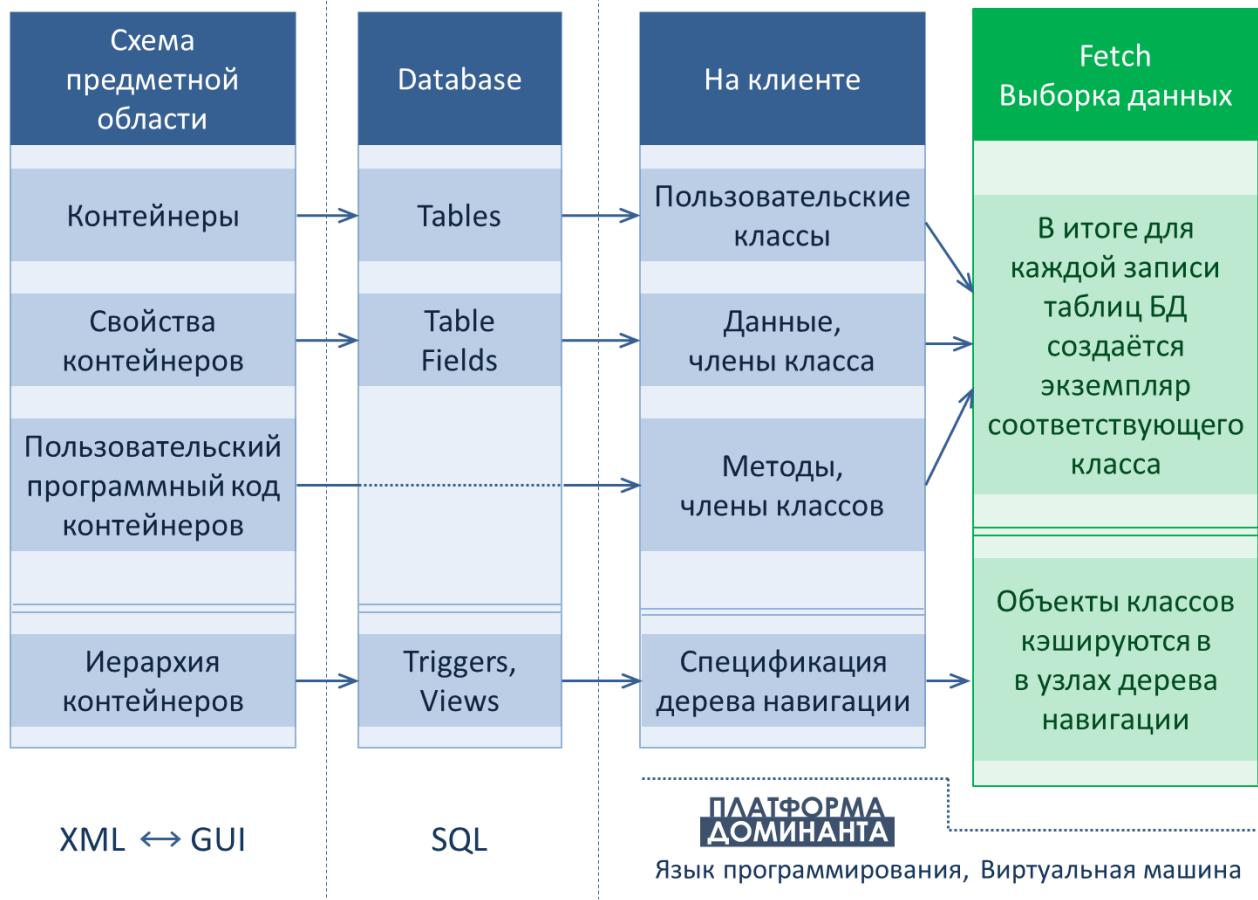 Схема
предметной
области
Database
На клиенте
Fetch
Выборка данных
Контейнеры
Tables
Пользовательские
классы
В итоге для
каждой записи
таблиц БД
создаётся
экземпляр
соответствующего
класса
Свойства
контейнеров
Table
Fields
Данные,
члены класса
Пользовательский
программный код
контейнеров
Методы,
члены классов
Иерархия
контейнеров
Triggers,
Views
Спецификация
дерева навигации
Объекты классов
кэшируются в
в узлах дерева
навигации
XML ↔ GUI
SQL
ПЛАТФОРМА
ДОМИНАНТА
Язык программирования, Виртуальная машина